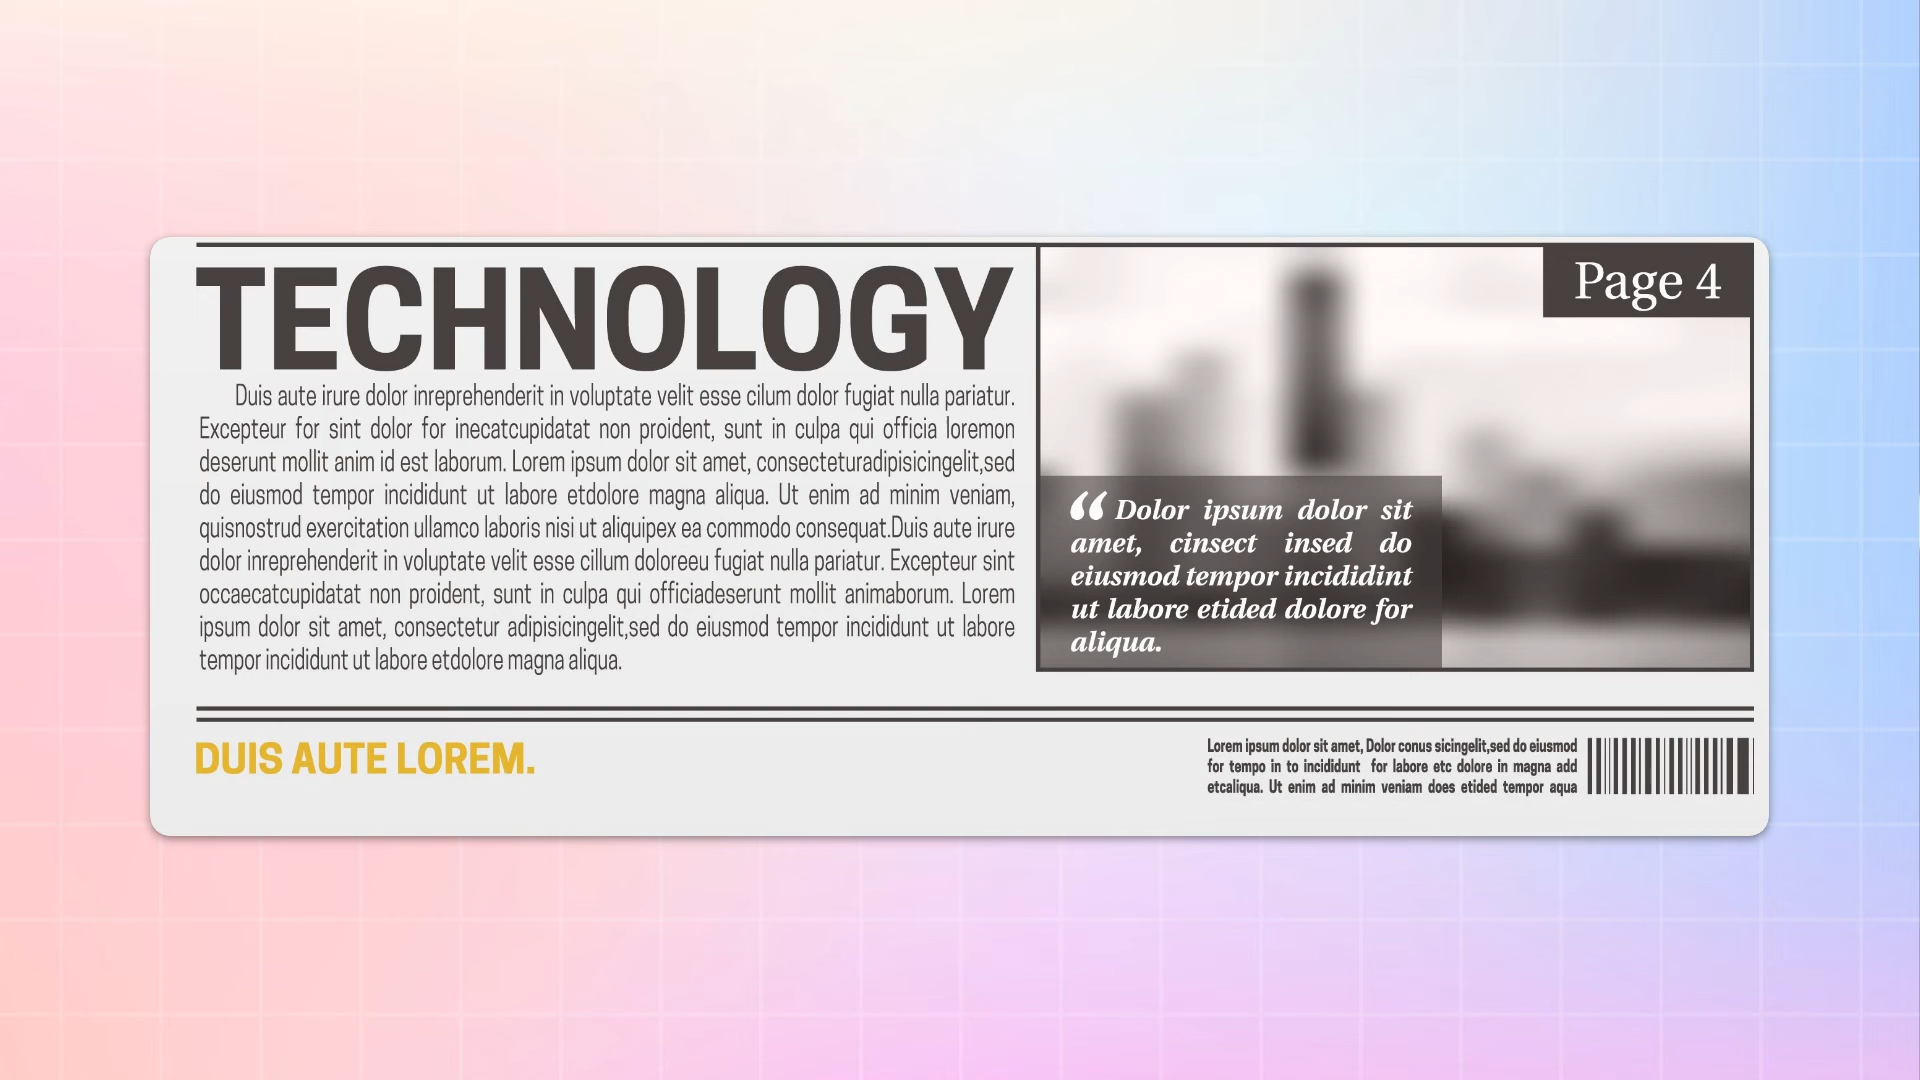 TECHNOLOGY
Duis aute irure dolor inreprehenderit in voluptate velit esse cilum dolor fugiat nulla pariatur.
Excepteur for sint dolor for inecatcupidatat non proident, sunt in culpa qui officia loremon
deserunt mollit anim id est laborum. Lorem ipsum dolor sit amet, consecteturadipisicingelit,sed
do eiusmod tempor incididunt ut labore etdolore magna aliqua. Ut enim ad minim veniam,
quisnostrud exercitation ullamco laboris nisi ut aliquipex ea commodo consequat.Duis aute irure
dolor inreprehenderit in voluptate velit esse cillum doloreeu fugiat nulla pariatur. Excepteur sint
occaecatcupidatat non proident, sunt in culpa qui officiadeserunt mollit animaborum. Lorem
ipsum dolor sit amet, consectetur adipisicingelit,sed do eiusmod tempor incididunt ut labore
tempor incididunt ut labore etdolore magna aliqua.
Page 4
“ Dolor ipsum dolor sit
amet, cinsect insed do
eiusmod tempor incididint
ut labore etided dolore for
aliqua.
DUIS AUTE LOREM.
Lorem ipsum dolor sit amet, Dolor conus sicingelit,sed do eiusmod
for tempo in to incididunt for labore etc dolore in magna add
etcaliqua. Ut enim ad minim veniam does etided tempor aqua